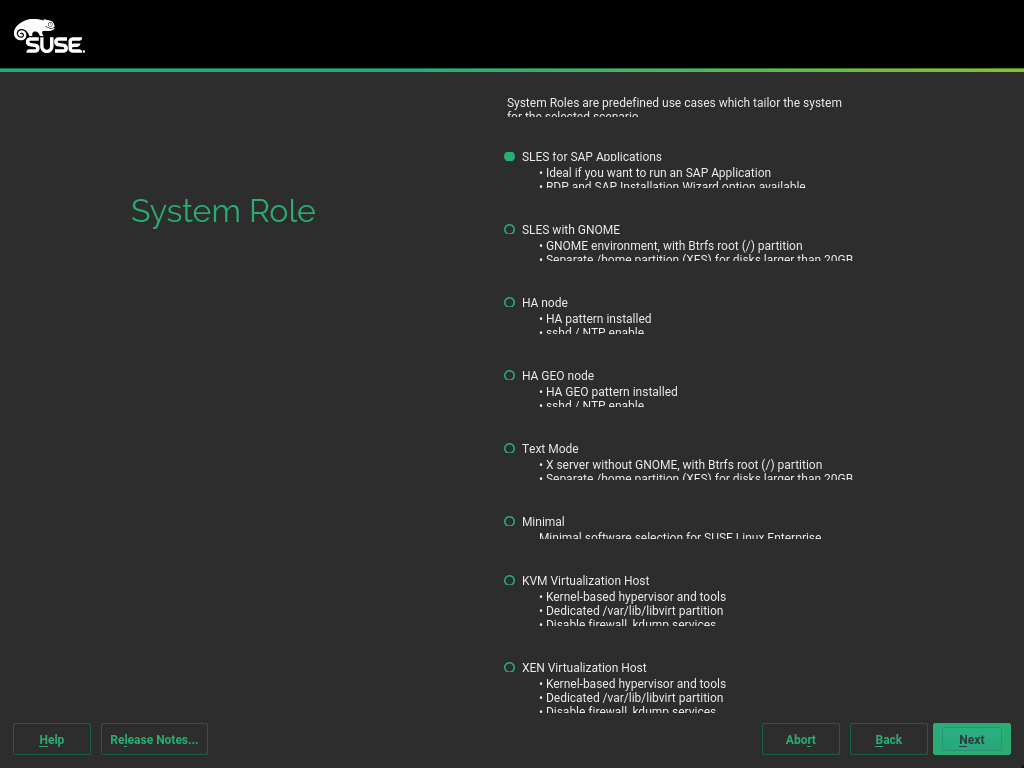 SUSE.
System Roles are predefined use cases which tailor the system
for the selected scenario.
System Role
SLES for SAP Applications
• Ideal if you want to run an SAP Application
• RDP and SAP Installation Wizard option available
SLES with GNOME
• GNOME environment, with Btrfs root (/) partition
• Separate /home partition (XFS) for disks larger than 20GB
HA node
• HA pattern installed
• sshd / NTP enable
HA GEO node
• HA GEO pattern installed
• sshd / NTP enable
Text Mode
• X server without GNOME, with Btrfs root (/) partition
• Separate /home partition (XFS) for disks larger than 20GB
Minimal
Minimal software selection for SUSE Linux Enterprise
KVM Virtualization Host
• Kernel-based hypervisor and tools
• Dedicated /var/lib/libvirt partition
• Disable firewall, kdump services
XEN Virtualization Host
• Kernel-based hypervisor and tools
• Dedicated /var/lib/libvirt partition
• Disable firewall, kdump services
Help
Release Notes...
Abort
Back
Next